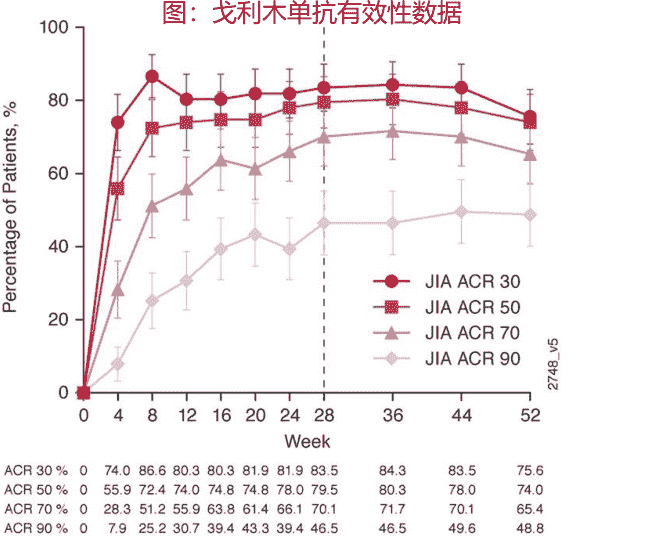 图：戈利木单抗有效性数据
100
80
60
40
20
0
Percentage of Patients, %
JIA ACR 30
JIA ACR 50
JIA ACR 70
JIA ACR 90
2748_v5
0 4 8 12 16 20 24 28 36 44 52
Week
ACR 30 % 0 74.0 86.6 80.3 80.3 81.9 81.9 83.5 84.3 83.5 75.6
ACR 50 % 0 55.9 72.4 74.0 74.8 74.8 78.0 79.5 80.3 78.0 74.0
ACR 70 % 0 28.3 51.2 55.9 63.8 61.4 66.1 70.1 71.7 70.1 65.4
ACR 90 % 0 7.9 25.2 30.7 39.4 43.3 39.4 46.5 46.5 49.6 48.8